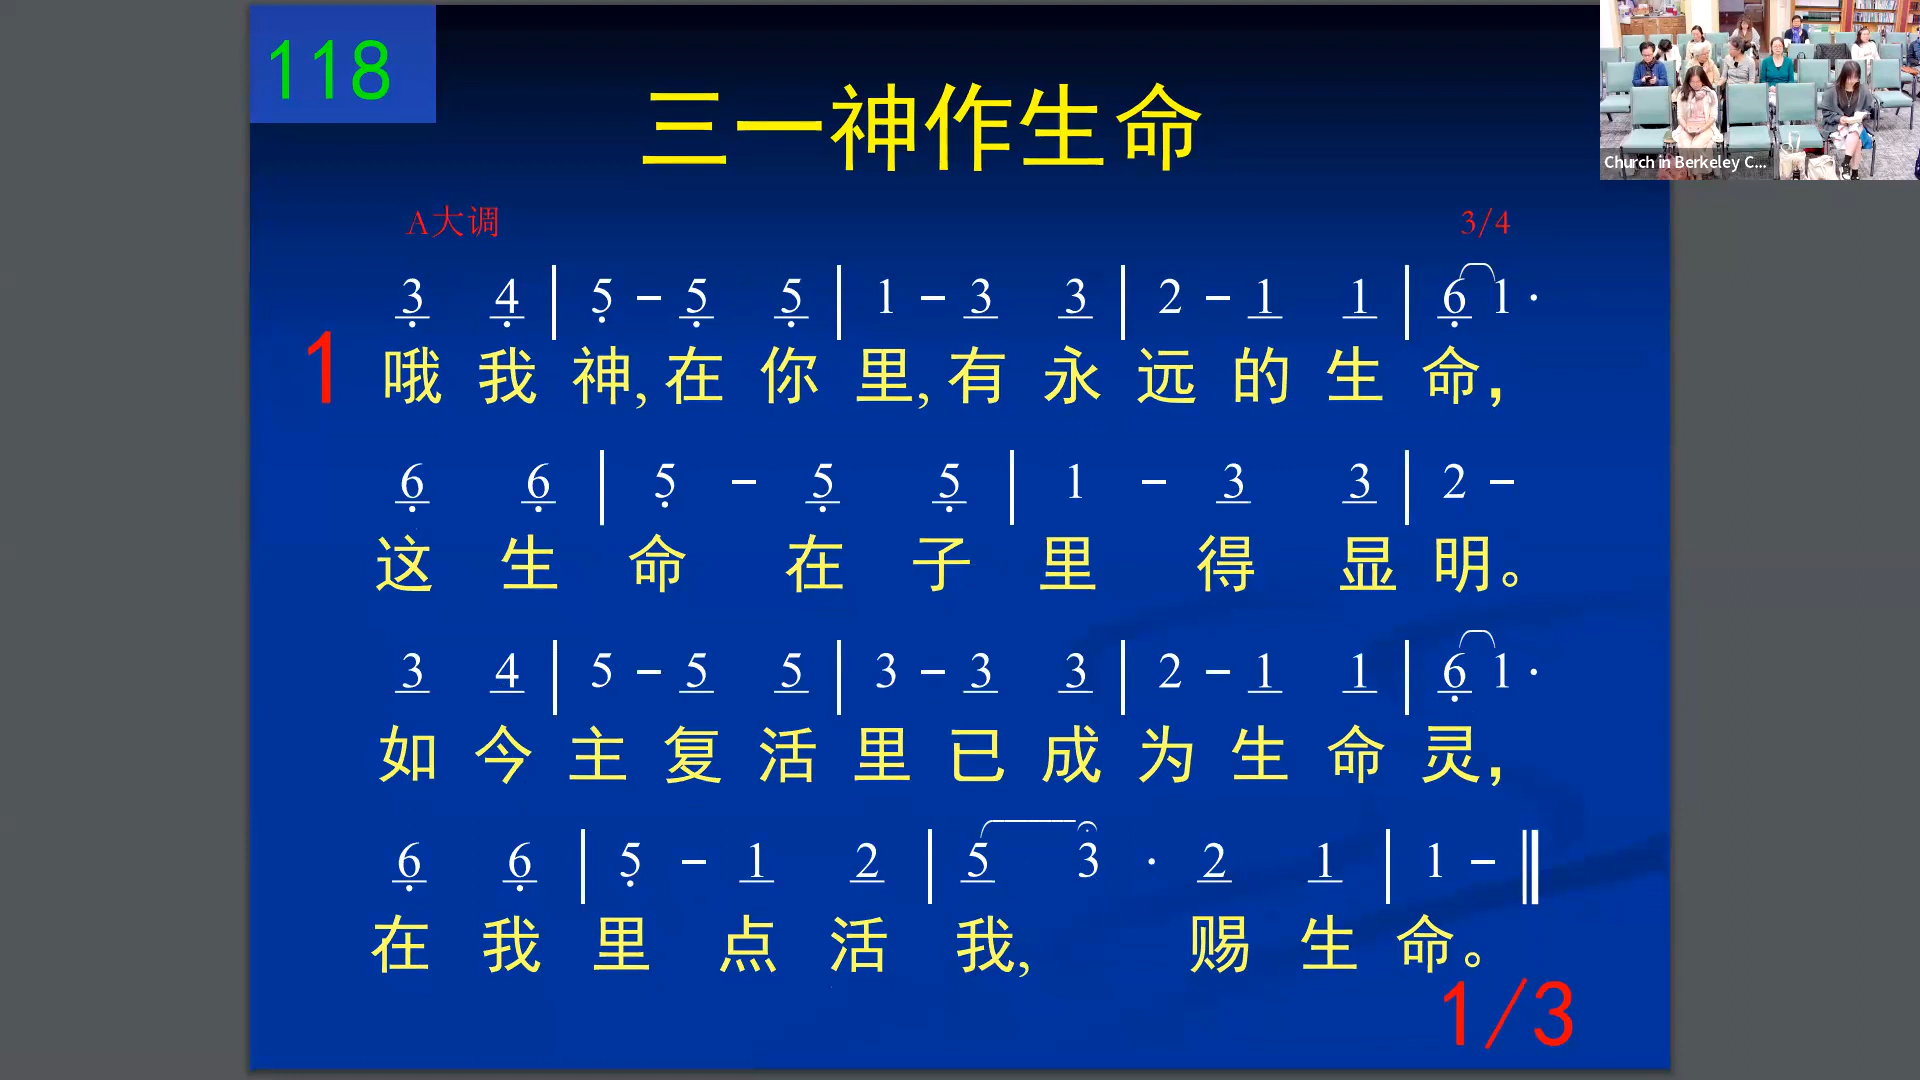 118
三一神作生命
A大调 3/4
3 4 | 5 - 5 5 | 1 - 3 3 | 2 - 1 1 | 6 1 ·
1 哦我神,在你里,有永远的生命,
6 6 | 5 - 5 5 | 1 - 3 3 | 2 -
这生命在子里得显明。
3 4 | 5 - 5 5 | 3 - 3 3 | 2 - 1 1 | 6 1 ·
如今主复活里已成为生命灵,
6 6 | 5 - 1 2 | 5 3 · 2 1 | 1 - ‖
在我里点活我, 赐生命。
1/3
Church in Berkeley C...